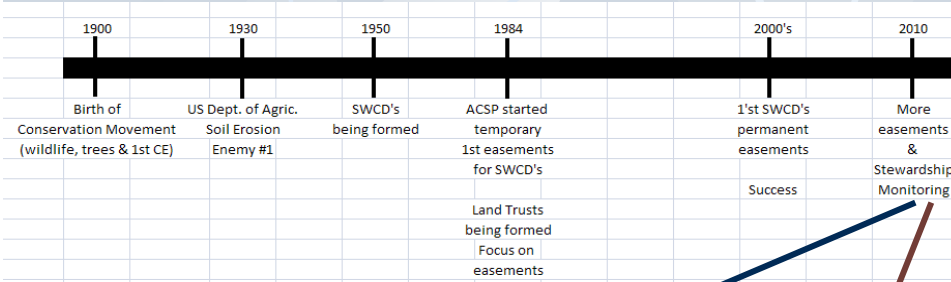 1900
1930
1950
1984
2000's
2010
Birth of
Conservation Movement
(wildlife, trees & 1st CE)
US Dept. of Agric.
Soil Erosion
Enemy #1
SWCD's
being formed
ACSP started
temporary
1st easements
for SWCD's
Land Trusts
being formed
Focus on
easements
1'st SWCD's
permanent
easements
Success
More
easements
&
Stewardship
Monitoring